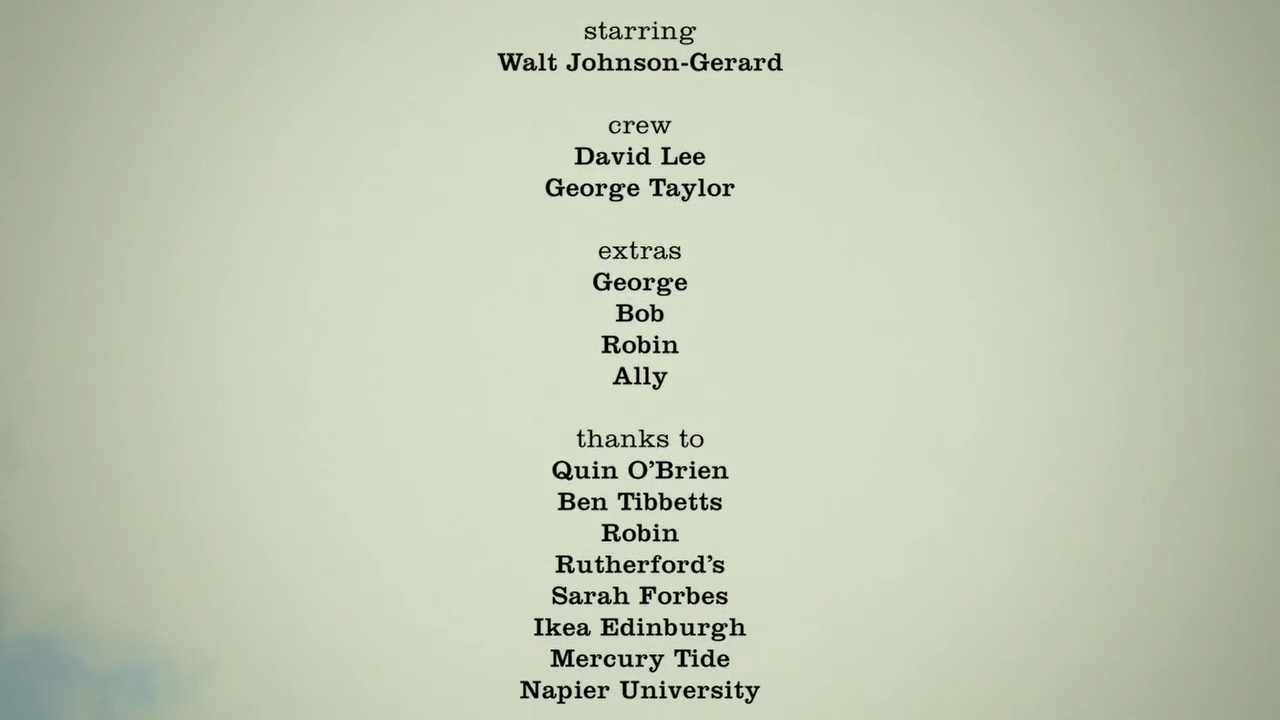 starring
Walt Johnson-Gerard
crew
David Lee
George Taylor
extras
George
Bob
Robin
Ally
thanks to
Quin O’Brien
Ben Tibbetts
Robin
Rutherford’s
Sarah Forbes
Ikea Edinburgh
Mercury Tide
Napier University